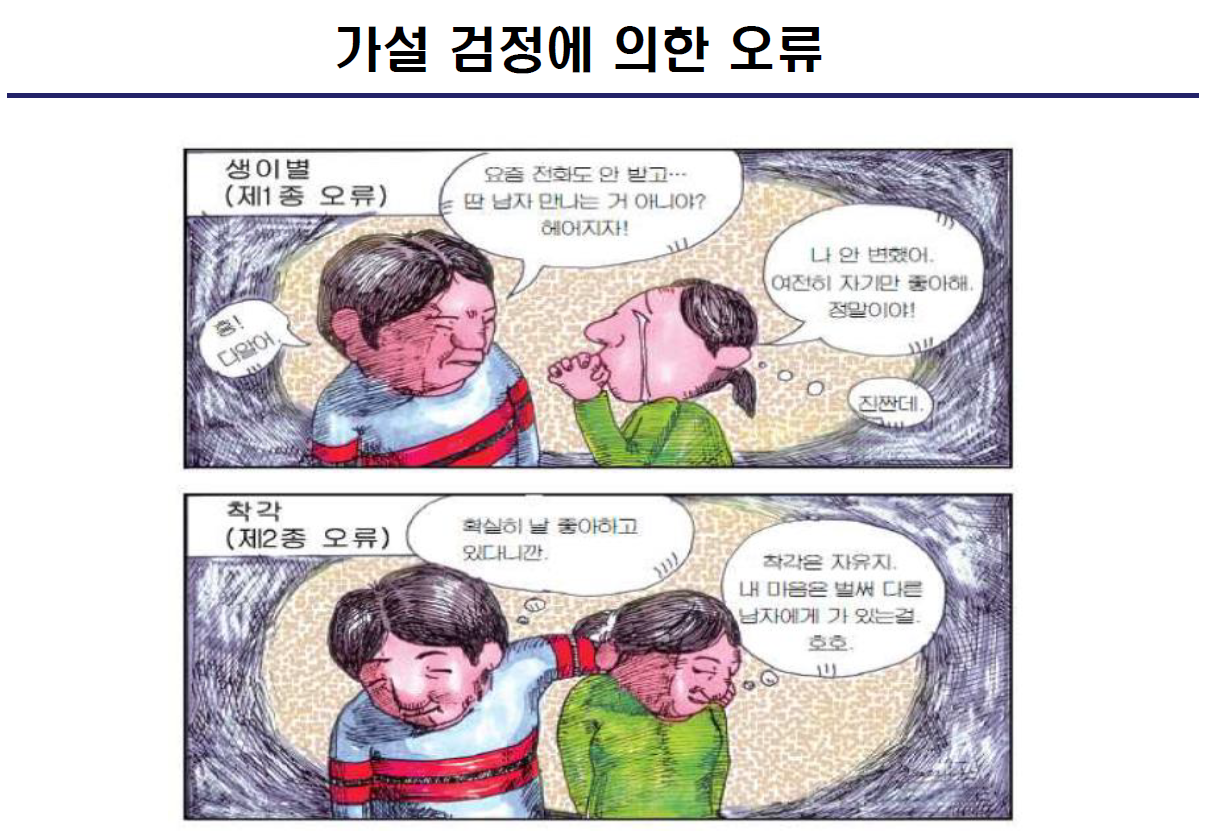 가설 검정에 의한 오류
생이별
(제1종 오류)
요즘 전화도 안 받고…
딴 남자 만나는 거 아니야?
헤어지자!
나 안 변했어.
여전히 자기만 좋아해.
정말이야!
흥!
다알어.
진짠데.
착각
(제2종 오류)
확실히 날 좋아하고
있다니깐.
착각은 자유지.
내 마음은 벌써 다른
남자에게 가 있는걸.
호호.